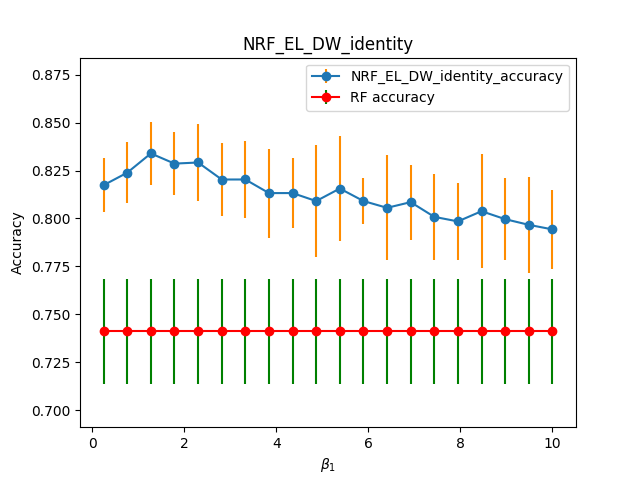 NRF_EL_DW_identity
NRF_EL_DW_identity_accuracy
RF accuracy
Accuracy
0.875
0.850
0.825
0.800
0.775
0.750
0.725
0.700
0 2 4 6 8 10
β₁